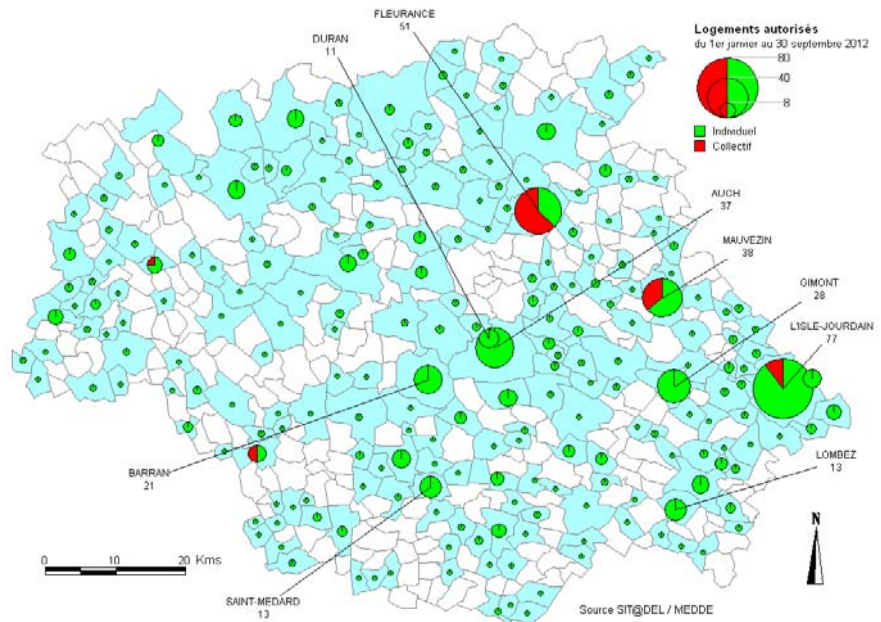 FLEURANCE
51
DURAN
11
Logements autorisés
du 1er janvier au 30 septembre 2012
80
40
8
Individuel
Collectif
AUCH
37
MAUVEZIN
38
GIMONT
28
L'ISLE-JOURDAIN
77
LOMBEZ
13
BARRAN
21
SAINT-MEDARD
13
0 10 20 Kms
N
Source SIT@DEL / MEDDE